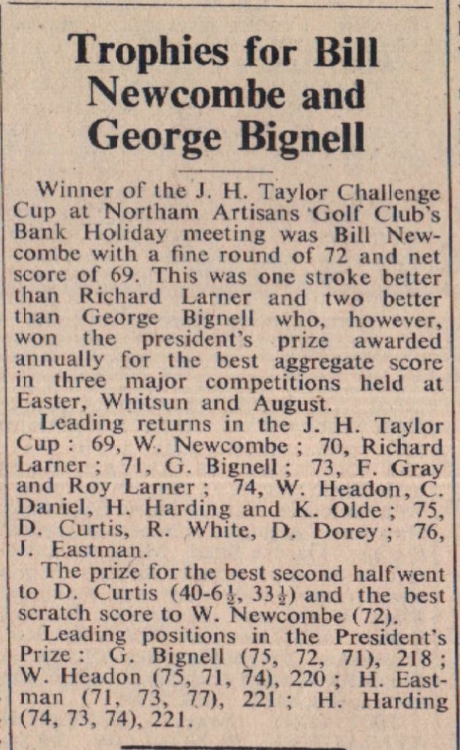 Trophies for Bill
Newcombe and
George Bignell
Winner of the J. H. Taylor Challenge
Cup at Northam Artisans Golf Club's
Bank Holiday meeting was Bill New-
combe with a fine round of 72 and net
score of 69. This was one stroke better
than Richard Larner and two better
than George Bignell who, however,
won the president's prize awarded
annually for the best aggregate score
in three major competitions held at
Easter, Whitsun and August.
Leading returns in the J. H. Taylor
Cup : 69, W. Newcombe ; 70, Richard
Larner ; 71, G. Bignell ; 73, F. Gray
and Roy Larner ; 74, W. Headon, C.
Daniel, H. Harding and K. Olde ; 75,
D. Curtis, R. White, D. Dorey ; 76,
J. Eastman.
The prize for the best second half went
to D. Curtis (40-6½, 33½) and the best
scratch score to W. Newcombe (72).
Leading positions in the President's
Prize : G. Bignell (75, 72, 71), 218 ;
W. Headon (75, 71, 74), 220 ; H. East-
man (71, 73, 77), 221 ; H. Harding
(74, 73, 74), 221.